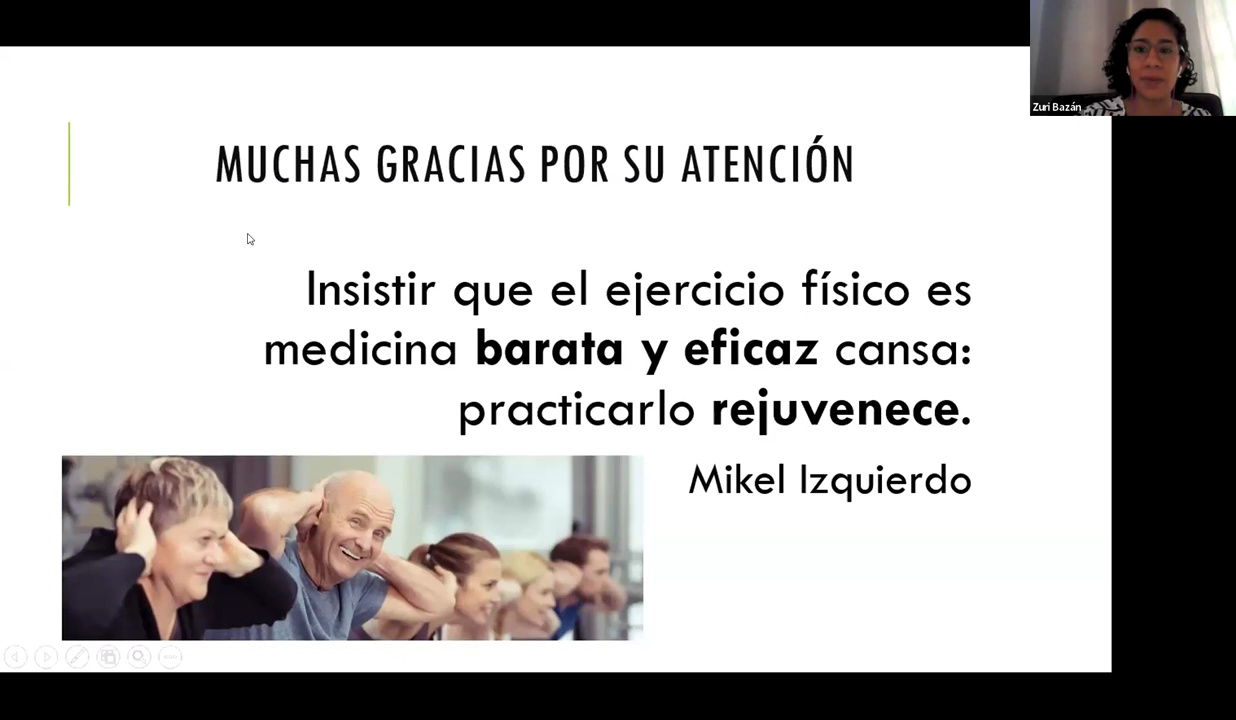 Zuri Bazán
MUCHAS GRACIAS POR SU ATENCIÓN
Insistir que el ejercicio físico es
medicina barata y eficaz cansa:
practicarlo rejuvenece.
Mikel Izquierdo